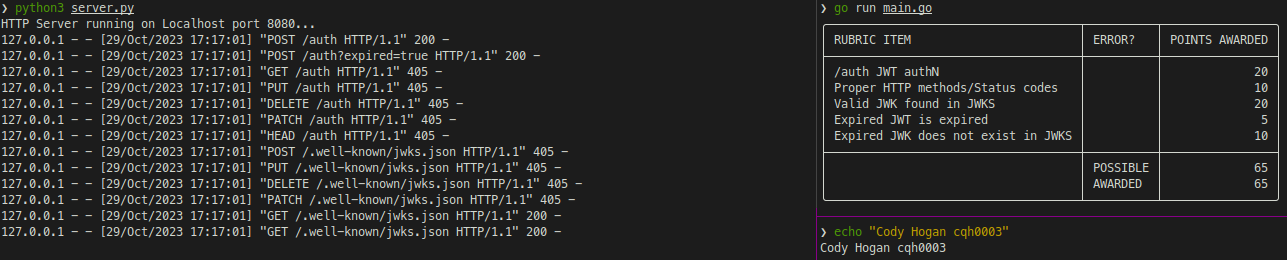 ❯ python3 server.py
HTTP Server running on Localhost port 8080...
127.0.0.1 - - [29/Oct/2023 17:17:01] "POST /auth HTTP/1.1" 200 -
127.0.0.1 - - [29/Oct/2023 17:17:01] "POST /auth?expired=true HTTP/1.1" 200 -
127.0.0.1 - - [29/Oct/2023 17:17:01] "GET /auth HTTP/1.1" 405 -
127.0.0.1 - - [29/Oct/2023 17:17:01] "PUT /auth HTTP/1.1" 405 -
127.0.0.1 - - [29/Oct/2023 17:17:01] "DELETE /auth HTTP/1.1" 405 -
127.0.0.1 - - [29/Oct/2023 17:17:01] "PATCH /auth HTTP/1.1" 405 -
127.0.0.1 - - [29/Oct/2023 17:17:01] "HEAD /auth HTTP/1.1" 405 -
127.0.0.1 - - [29/Oct/2023 17:17:01] "POST /.well-known/jwks.json HTTP/1.1" 405 -
127.0.0.1 - - [29/Oct/2023 17:17:01] "PUT /.well-known/jwks.json HTTP/1.1" 405 -
127.0.0.1 - - [29/Oct/2023 17:17:01] "DELETE /.well-known/jwks.json HTTP/1.1" 405 -
127.0.0.1 - - [29/Oct/2023 17:17:01] "PATCH /.well-known/jwks.json HTTP/1.1" 405 -
127.0.0.1 - - [29/Oct/2023 17:17:01] "GET /.well-known/jwks.json HTTP/1.1" 200 -
127.0.0.1 - - [29/Oct/2023 17:17:01] "GET /.well-known/jwks.json HTTP/1.1" 200 -
❯ go run main.go
RUBRIC ITEM ERROR? POINTS AWARDED
/auth JWT authN 20
Proper HTTP methods/Status codes 10
Valid JWK found in JWKS 20
Expired JWT is expired 5
Expired JWK does not exist in JWKS 10
POSSIBLE 65
AWARDED 65
❯ echo "Cody Hogan cqh0003"
Cody Hogan cqh0003